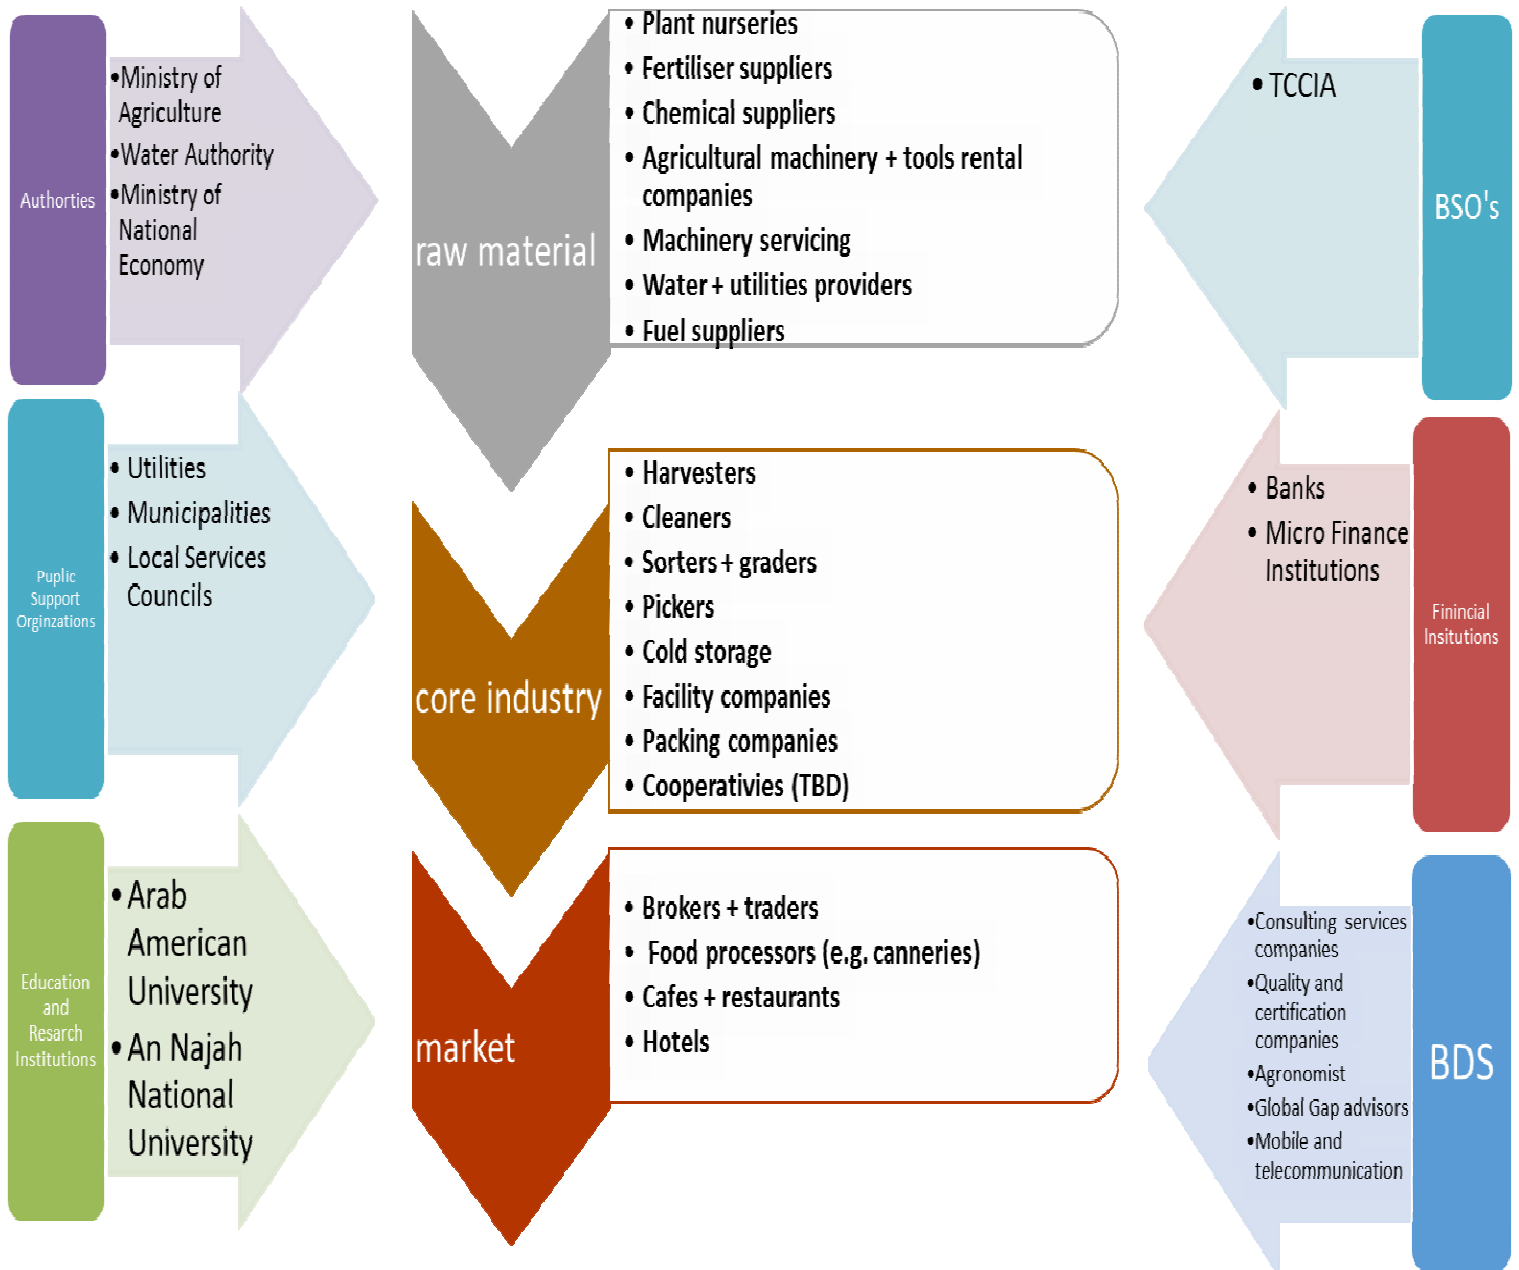 Authorties
•Ministry of
Agriculture
•Water Authority
•Ministry of
National
Economy
Puplic
Support
Orginzations
• Utilities
• Municipalities
• Local Services
Councils
Education
and
Resarch
Institutions
• Arab
American
University
• An Najah
National
University
raw material
• Plant nurseries
• Fertiliser suppliers
• Chemical suppliers
• Agricultural machinery + tools rental
companies
• Machinery servicing
• Water + utilities providers
• Fuel suppliers
core industry
• Harvesters
• Cleaners
• Sorters + graders
• Pickers
• Cold storage
• Facility companies
• Packing companies
• Cooperativies (TBD)
market
• Brokers + traders
• Food processors (e.g. canneries)
• Cafes + restaurants
• Hotels
• TCCIA
BSO's
• Banks
• Micro Finance
Institutions
Finincial
Insitutions
•Consulting services
companies
•Quality and
certification
companies
•Agronomist
•Global Gap advisors
•Mobile and
telecommunication
BDS